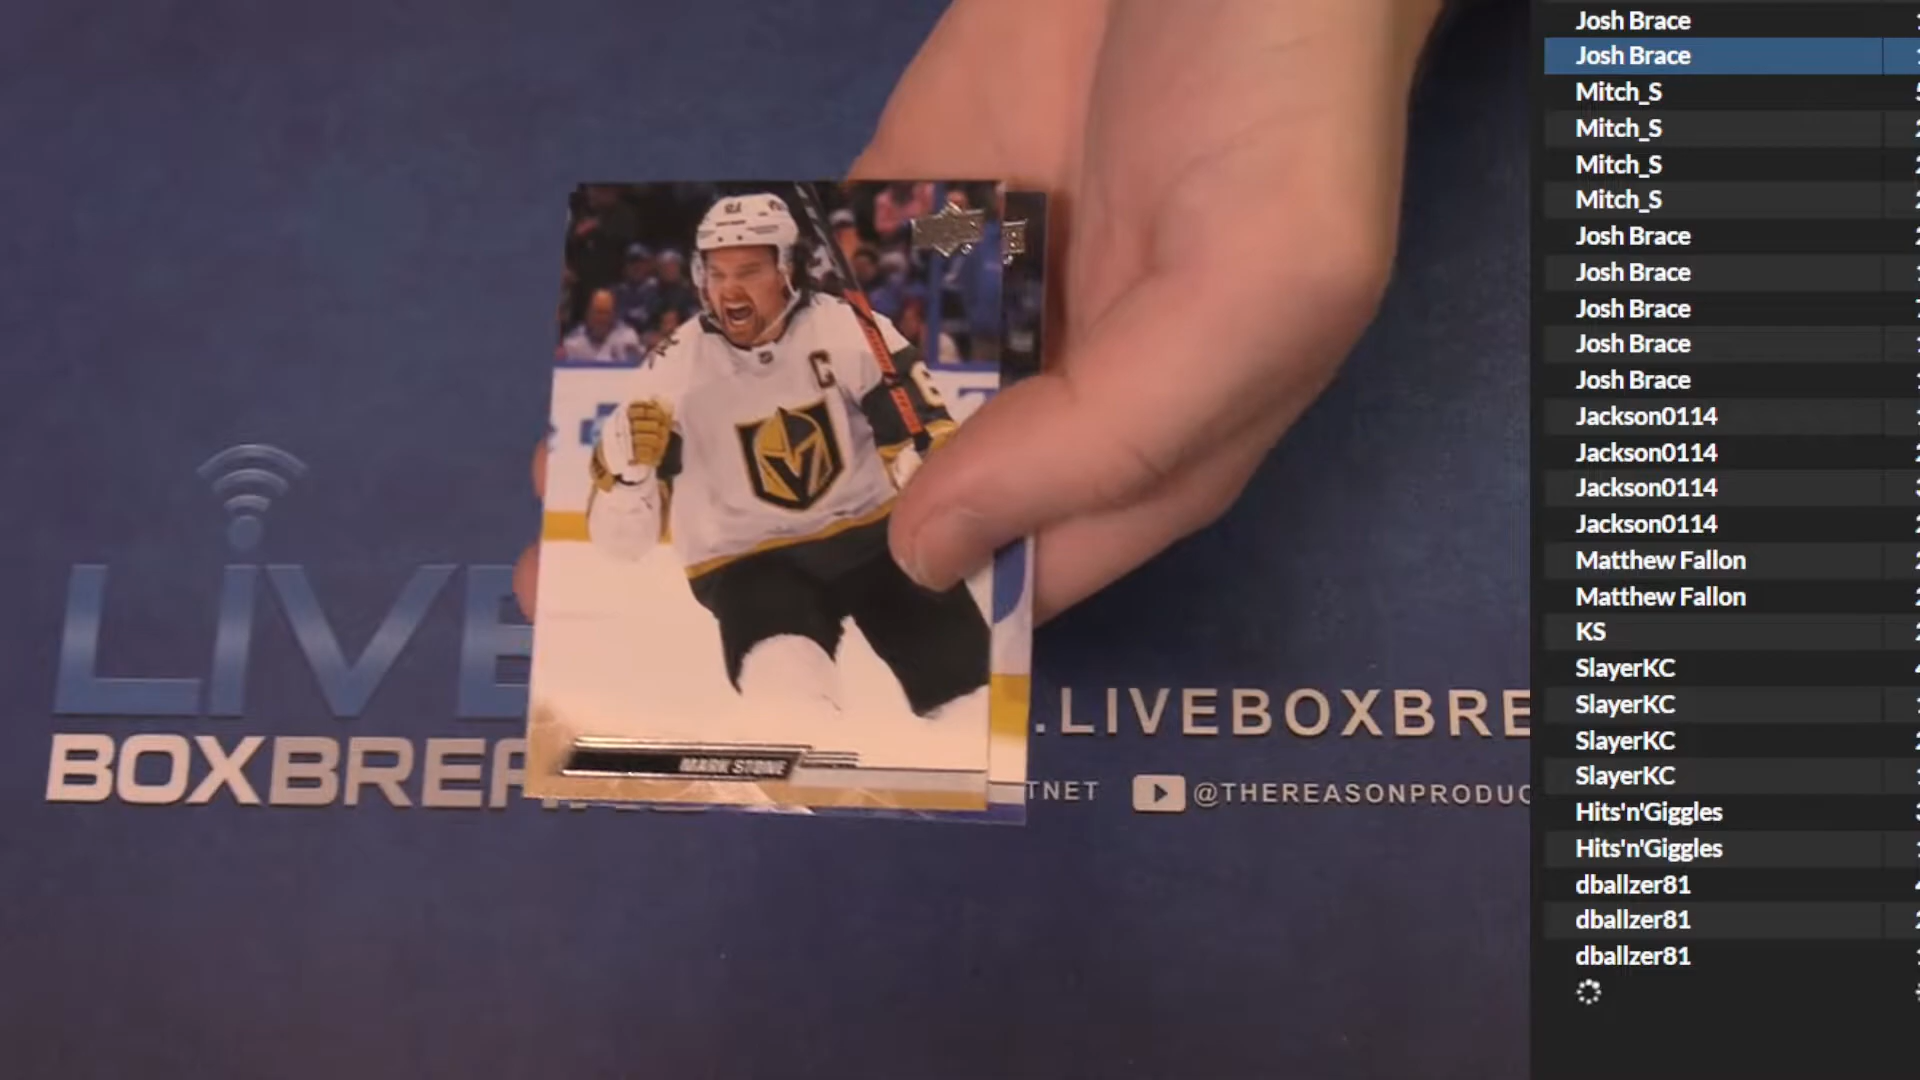 C
6
MARK STONE
LiVE
BOXBRE
.LIVEBOXBRE
TNET
@THEREASONPRODUC
Josh Brace
Josh Brace
Mitch_S
Mitch_S
Mitch_S
Mitch_S
Josh Brace
Josh Brace
Josh Brace
Josh Brace
Josh Brace
Jackson0114
Jackson0114
Jackson0114
Jackson0114
Matthew Fallon
Matthew Fallon
KS
SlayerKC
SlayerKC
SlayerKC
SlayerKC
Hits'n'Giggles
Hits'n'Giggles
dballzer81
dballzer81
dballzer81